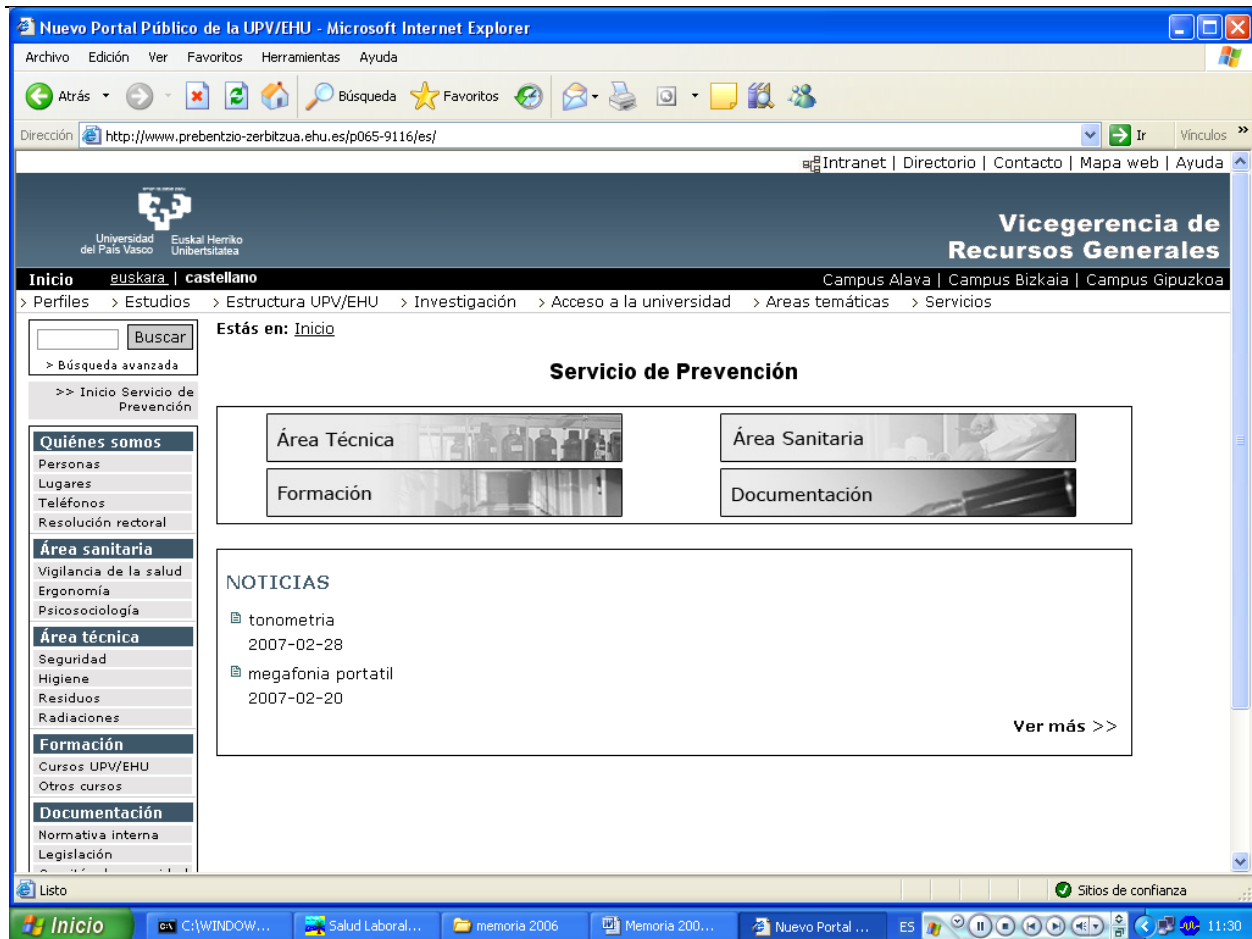 Nuevo Portal Público de la UPV/EHU - Microsoft Internet Explorer
Archivo Edición Ver Favoritos Herramientas Ayuda
Atrás Búsqueda Favoritos
Dirección http://www.prebentzio-zerbitzua.ehu.es/p065-9116/es/ Ir Vínculos »
Intranet | Directorio | Contacto | Mapa web | Ayuda
Universidad del País Vasco Euskal Herriko Unibertsitatea
Vicegerencia de
Recursos Generales
Inicio euskara | castellano Campus Alava | Campus Bizkaia | Campus Gipuzkoa
> Perfiles > Estudios > Estructura UPV/EHU > Investigación > Acceso a la universidad > Areas temáticas > Servicios
Buscar
> Búsqueda avanzada
>> Inicio Servicio de
Prevención
Quiénes somos
Personas
Lugares
Teléfonos
Resolución rectoral
Área sanitaria
Vigilancia de la salud
Ergonomía
Psicosociología
Área técnica
Seguridad
Higiene
Residuos
Radiaciones
Formación
Cursos UPV/EHU
Otros cursos
Documentación
Normativa interna
Legislación
Estás en: Inicio
Servicio de Prevención
Área Técnica Área Sanitaria
Formación Documentación
NOTICIAS
tonometria
2007-02-28
megafonia portatil
2007-02-20
Ver más >>
Listo Sitios de confianza
Inicio C:\WINDOW... Salud Laboral... memoria 2006 Memoria 200... Nuevo Portal ... ES 11:30